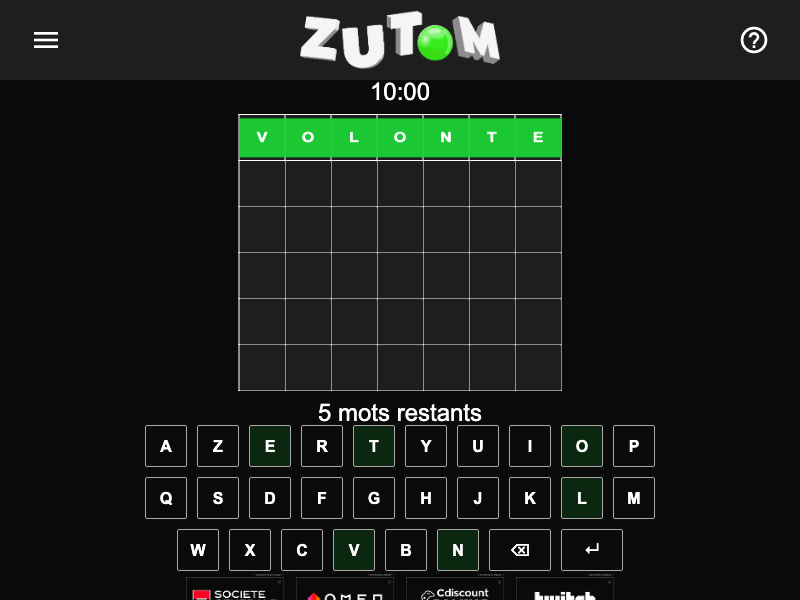 ZUTOM
10:00
V O L O N T E
5 mots restants
A Z E R T Y U I O P
Q S D F G H J K L M
W X C V B N
SOCIETE
OMEN
Cdiscount
twitch